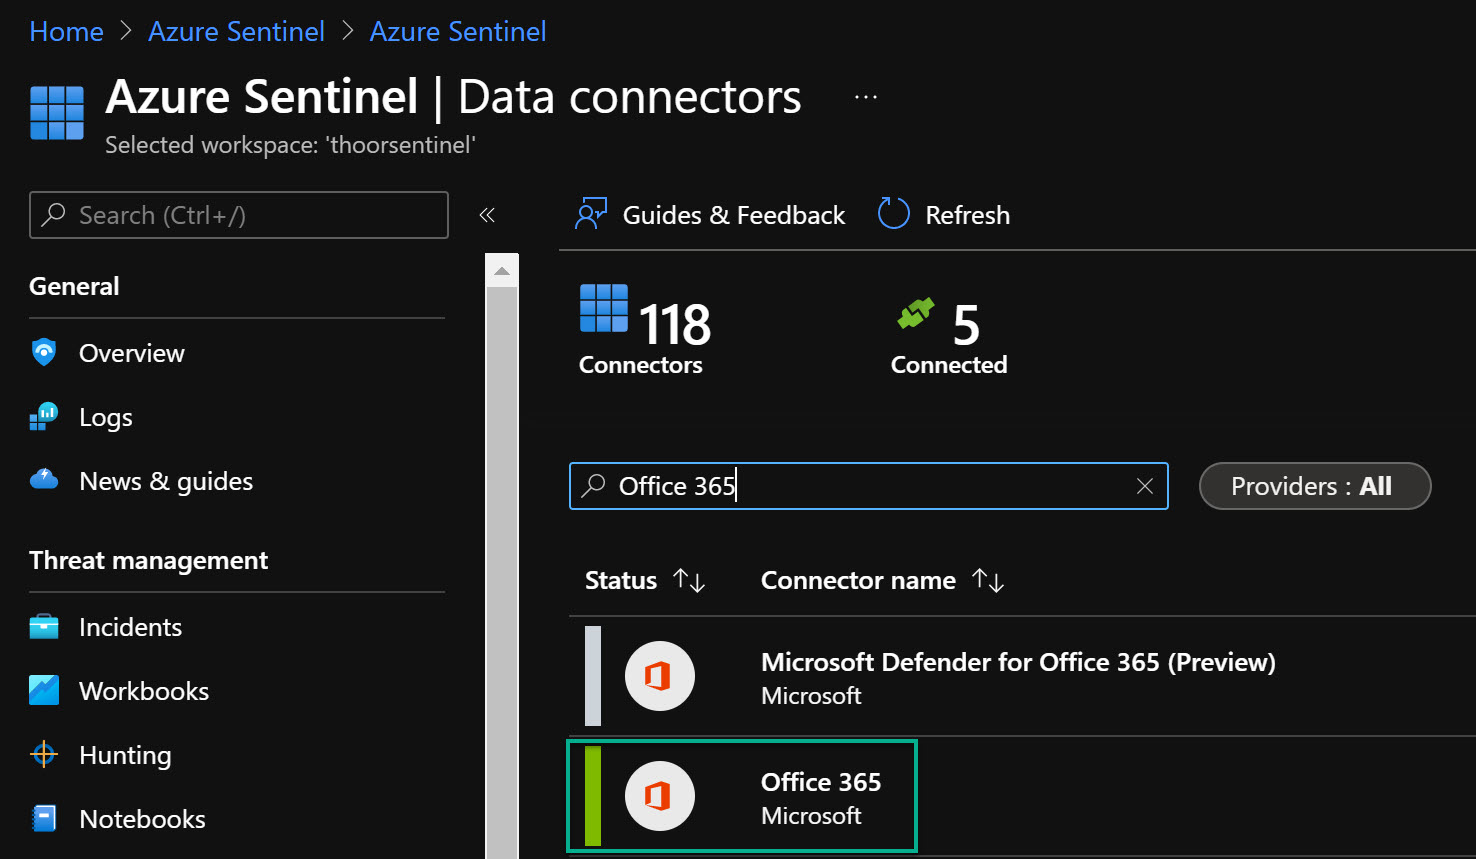 Home > Azure Sentinel > Azure Sentinel
Azure Sentinel | Data connectors ...
Selected workspace: 'thoorsentinel'
Search (Ctrl+/)
«
General
Overview
Logs
News & guides
Threat management
Incidents
Workbooks
Hunting
Notebooks
Guides & Feedback
Refresh
118
Connectors
5
Connected
Office 365
Providers : All
Status ↑↓ Connector name ↑↓
Microsoft Defender for Office 365 (Preview)
Microsoft
Office 365
Microsoft